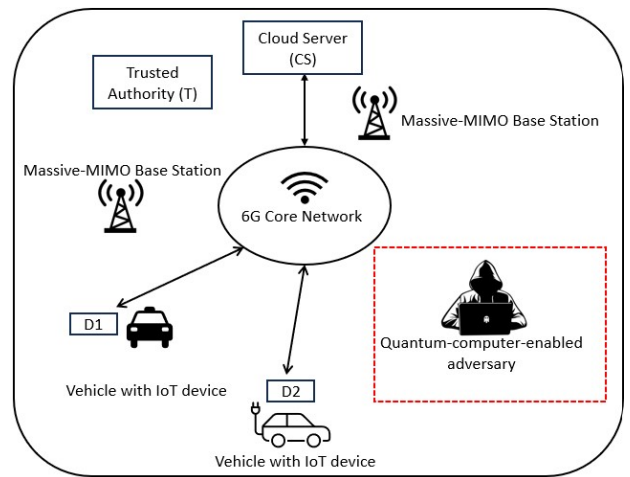 Cloud Server
(CS)
Trusted
Authority (T)
Massive-MIMO Base Station
Massive-MIMO Base Station
6G Core Network
D1
Quantum-computer-enabled
adversary
Vehicle with IoT device
D2
Vehicle with IoT device